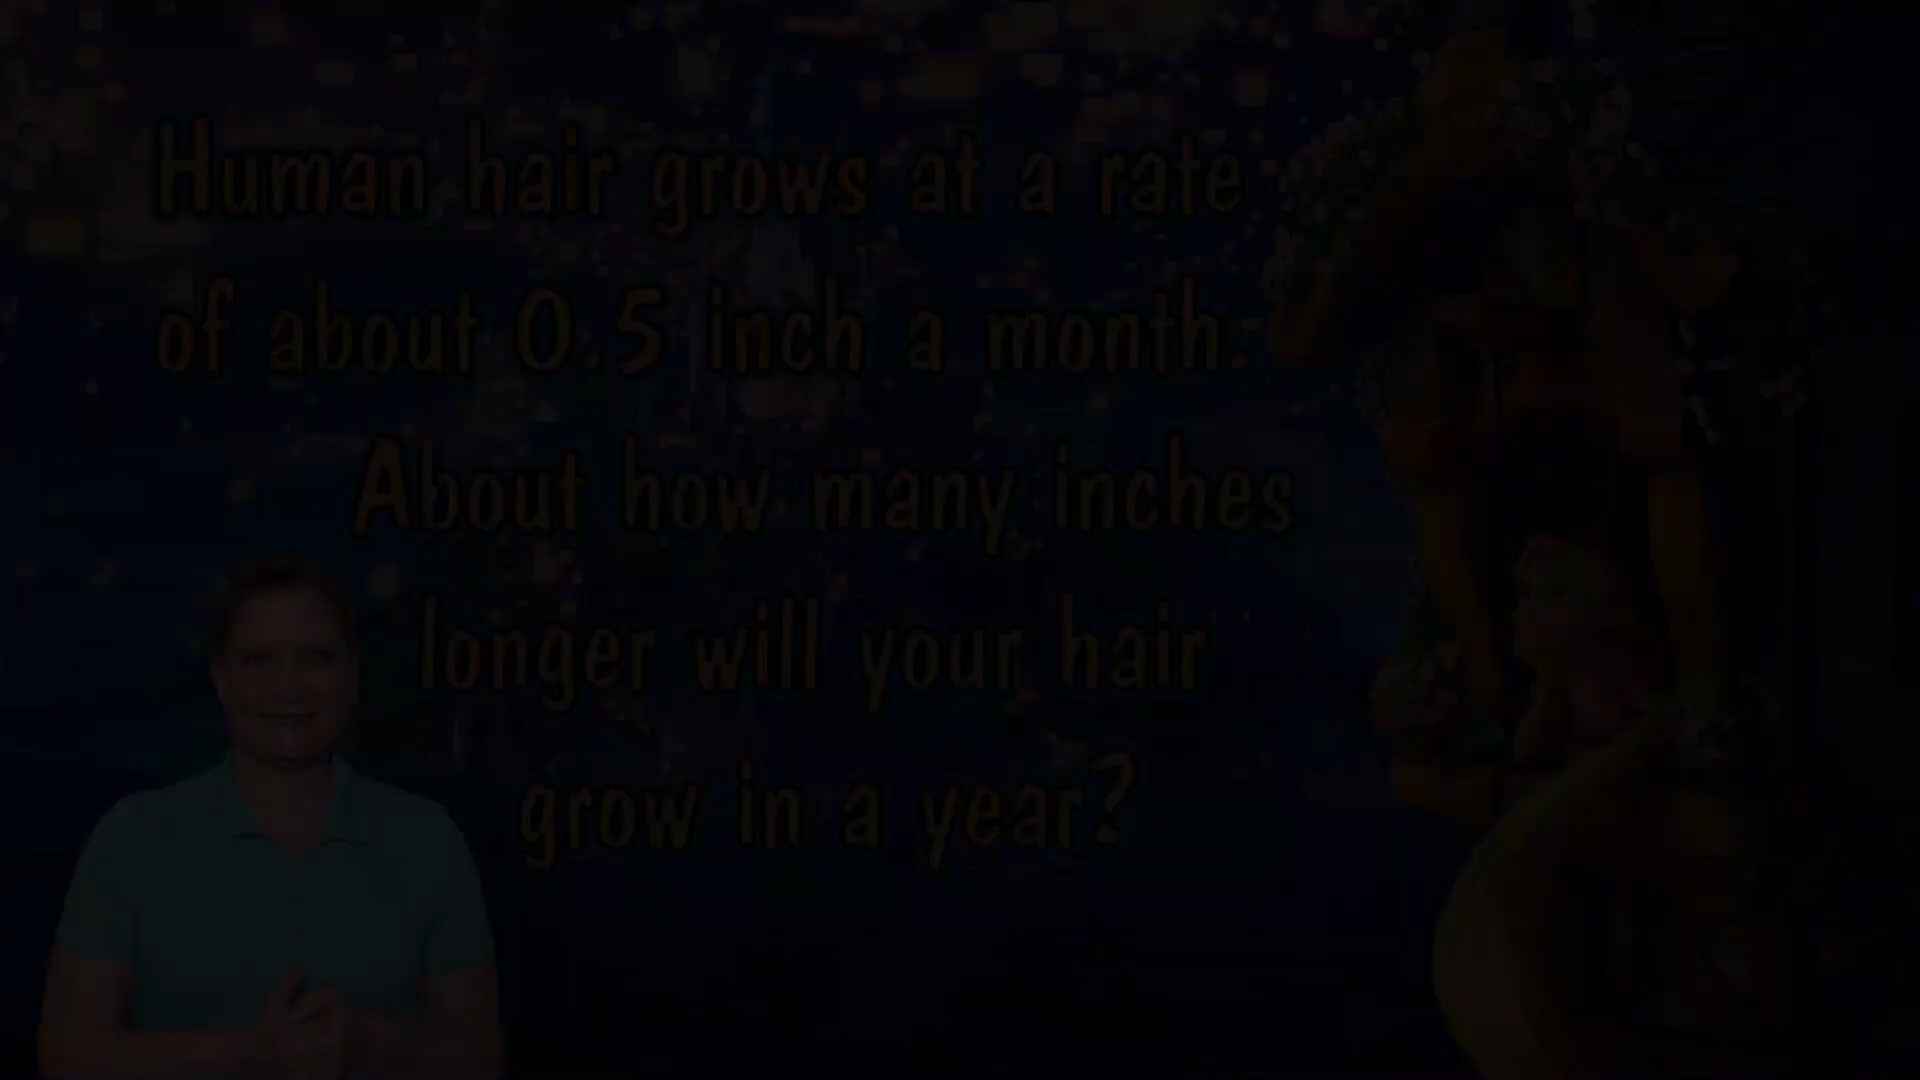 Human hair grows at a rate
of about 0.5 inch a month.
About how many inches
longer will your hair
grow in a year?